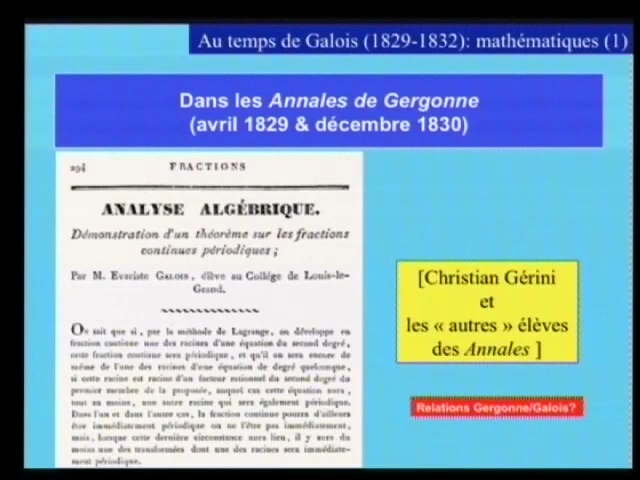 Au temps de Galois (1829-1832): mathématiques (1)
Dans les Annales de Gergonne
(avril 1829 & décembre 1830)
294 FRACTIONS
ANALYSE ALGÉBRIQUE.
Démonstration d'un théorème sur les fractions
continues périodiques ;
Par M. Evariste GALOIS, élève au Collége de Louis-le-
Grand.
On sait que si, par la méthode de Lagrange, on développe en
fraction continue une des racines d'une équation du second degré,
cette fraction continue sera périodique, et qu'il en sera encore de
même de l'une des racines d'une équation de degré quelconque,
si cette racine est racine d'un facteur rationnel du second degré du
premier membre de la proposée, auquel cas cette équation aura,
tout au moins, une autre racine qui sera également périodique.
Dans l'un et dans l'autre cas, la fraction continue pourra d'ailleurs
être immédiatement périodique ou ne l'être pas immédiatement,
mais, lorsque cette dernière circonstance aura lieu, il y aura du
moins une des transformées dont une des racines sera immédiate-
ment périodique.
[Christian Gérini
et
les « autres » élèves
des Annales ]
Relations Gergonne/Galois?